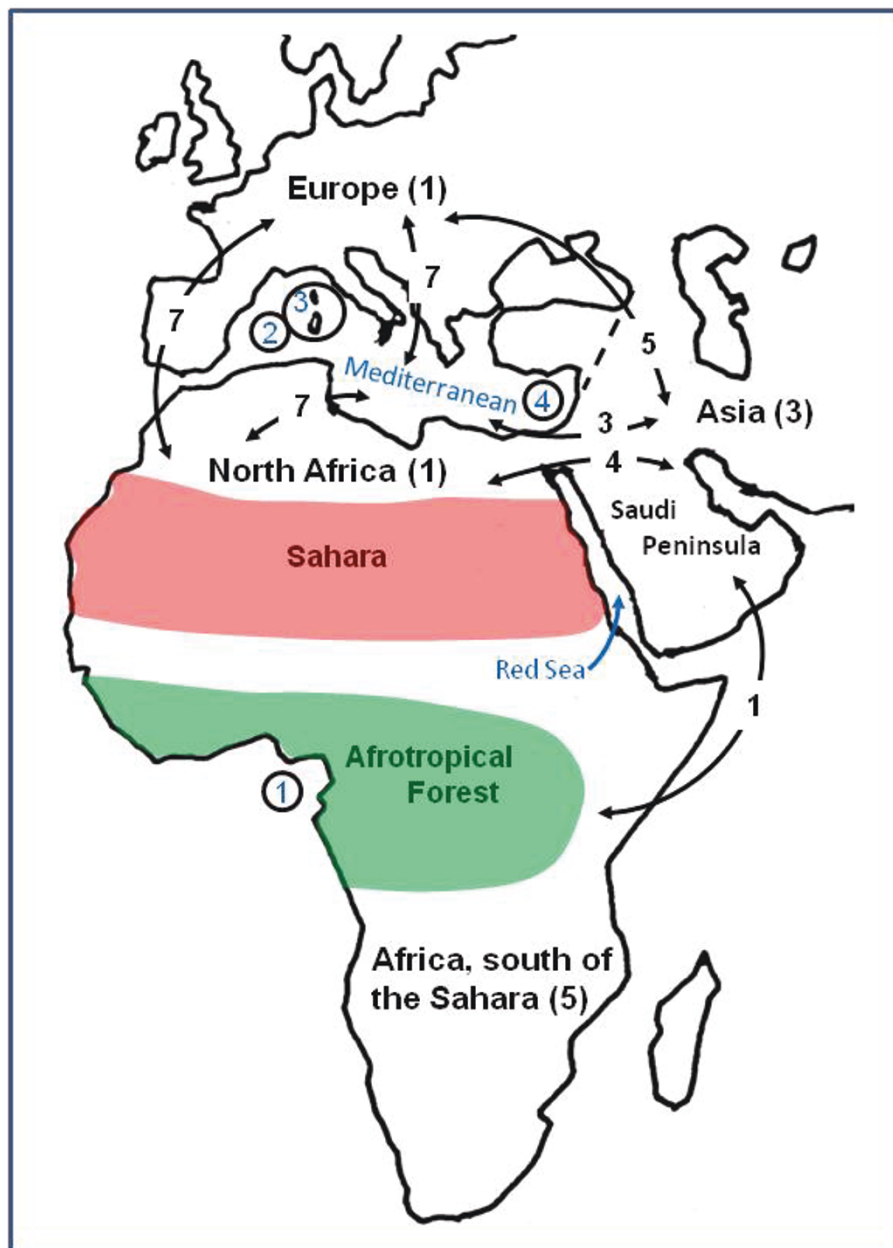 Europe (1)
7
7
3
2
5
Mediterranean
4
7
3
Asia (3)
North Africa (1)
4
Saudi
Peninsula
Sahara
Red Sea
1
Afrotropical
Forest
1
Africa, south of
the Sahara (5)